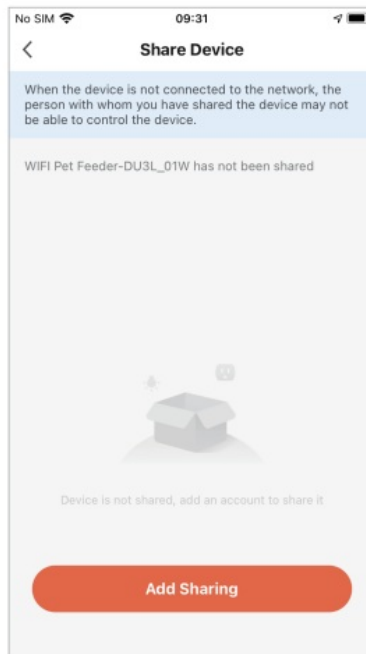 No SIM 09:31
Share Device
When the device is not connected to the network, the
person with whom you have shared the device may not
be able to control the device.
WIFI Pet Feeder-DU3L_01W has not been shared
Device is not shared, add an account to share it
Add Sharing